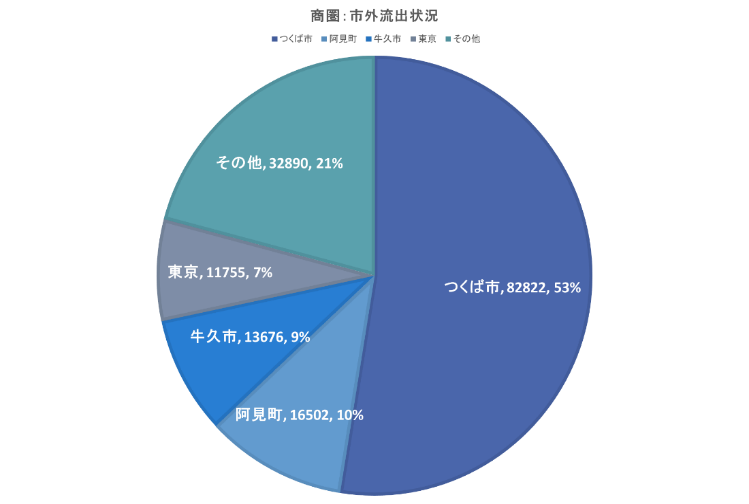 商圏：市外流出状況
つくば市 阿見町 牛久市 東京 その他
その他, 32890, 21%
東京, 11755, 7%
つくば市, 82822, 53%
牛久市, 13676, 9%
阿見町, 16502, 10%